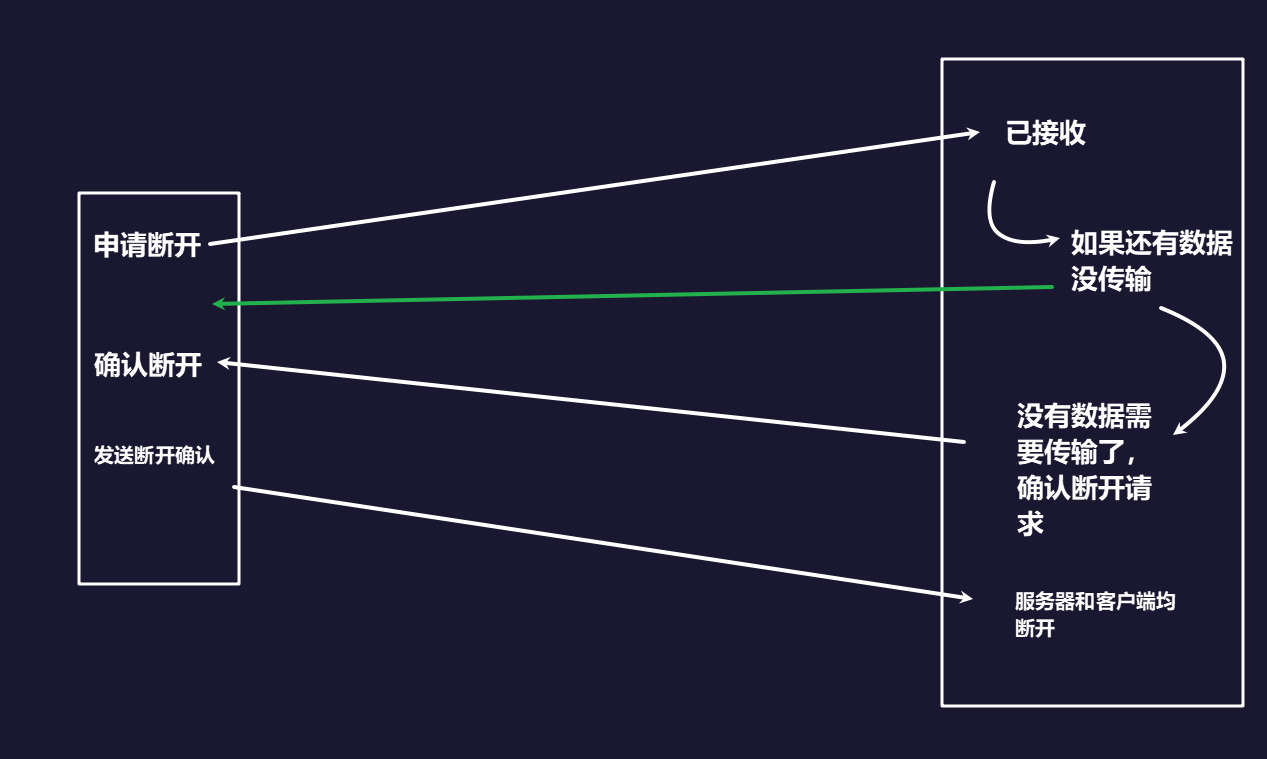 申请断开
确认断开
发送断开确认
已接收
如果还有数据
没传输
没有数据需
要传输了，
确认断开请
求
服务器和客户端均
断开